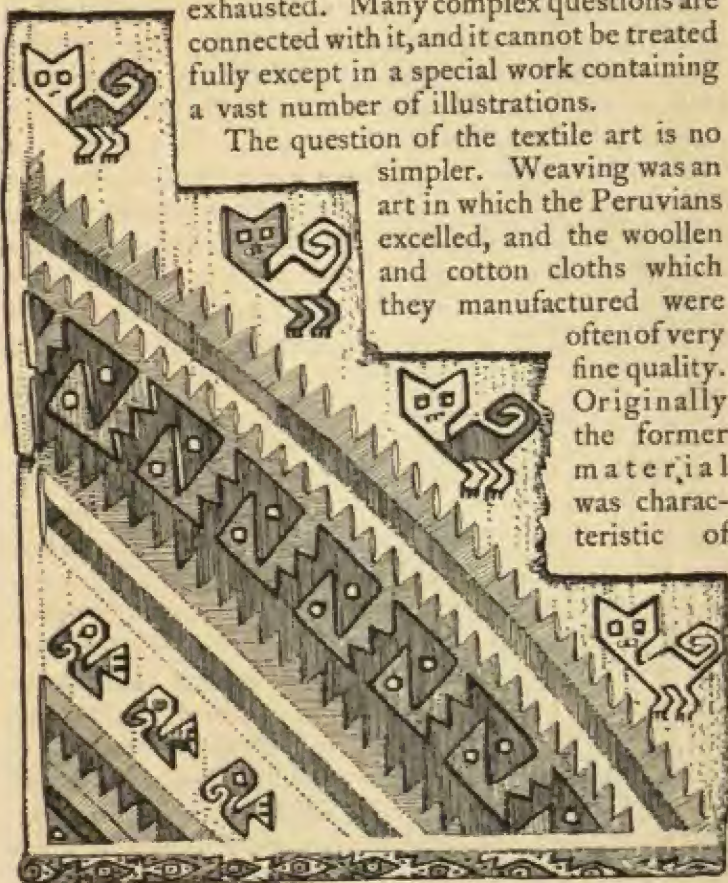 exhausted. Many complex questions are
connected with it, and it cannot be treated
fully except in a special work containing
a vast number of illustrations.
The question of the textile art is no
simpler. Weaving was an
art in which the Peruvians
excelled, and the woollen
and cotton cloths which
they manufactured were
often of very
fine quality.
Originally
the former
material
was charac-
teristic of